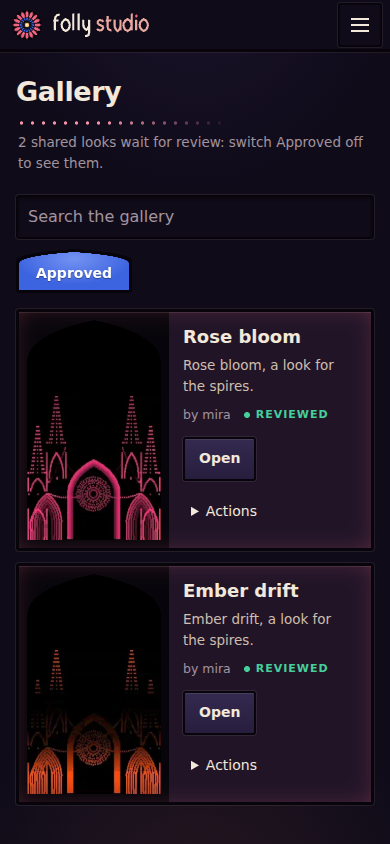 folly studio
Gallery
2 shared looks wait for review: switch Approved off
to see them.
Search the gallery
Approved
Rose bloom
Rose bloom, a look for
the spires.
by mira REVIEWED
Open
Actions
Ember drift
Ember drift, a look for
the spires.
by mira REVIEWED
Open
Actions